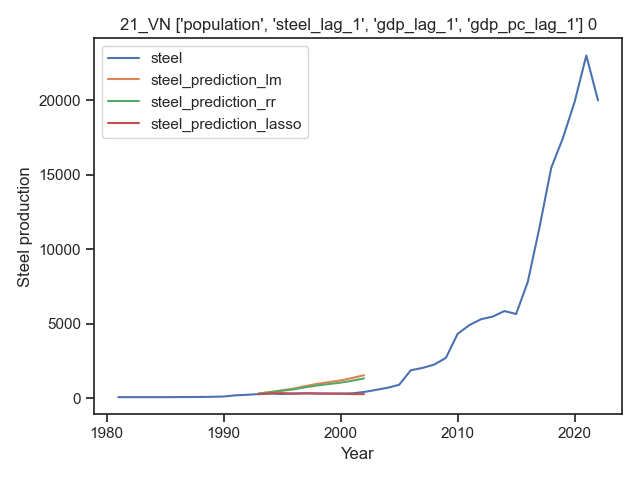 21_VN ['population', 'steel_lag_1', 'gdp_lag_1', 'gdp_pc_lag_1'] 0
steel
steel_prediction_lm
steel_prediction_rr
steel_prediction_lasso
Steel production
20000
15000
10000
5000
0
1980
1990
2000
2010
2020
Year